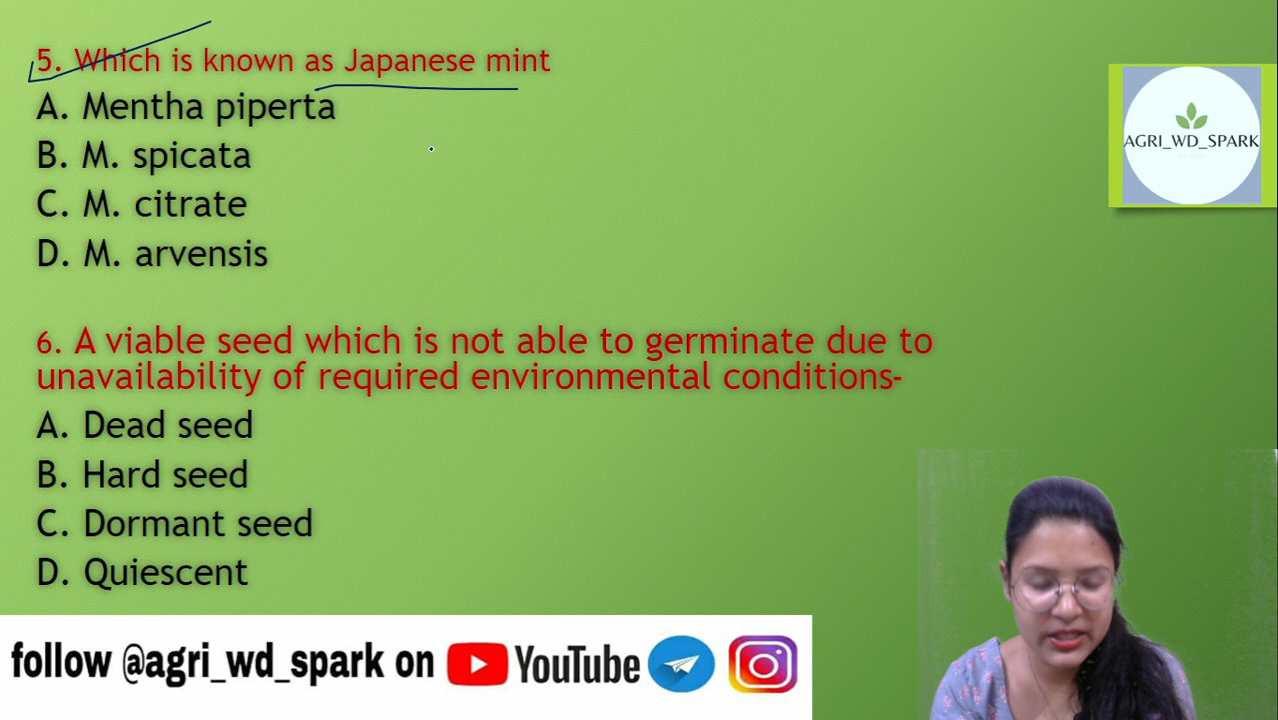 5. Which is known as Japanese mint
A. Mentha piperta
B. M. spicata
C. M. citrate
D. M. arvensis
AGRI_WD_SPARK
6. A viable seed which is not able to germinate due to
unavailability of required environmental conditions-
A. Dead seed
B. Hard seed
C. Dormant seed
D. Quiescent
follow @agri_wd_spark on YouTube